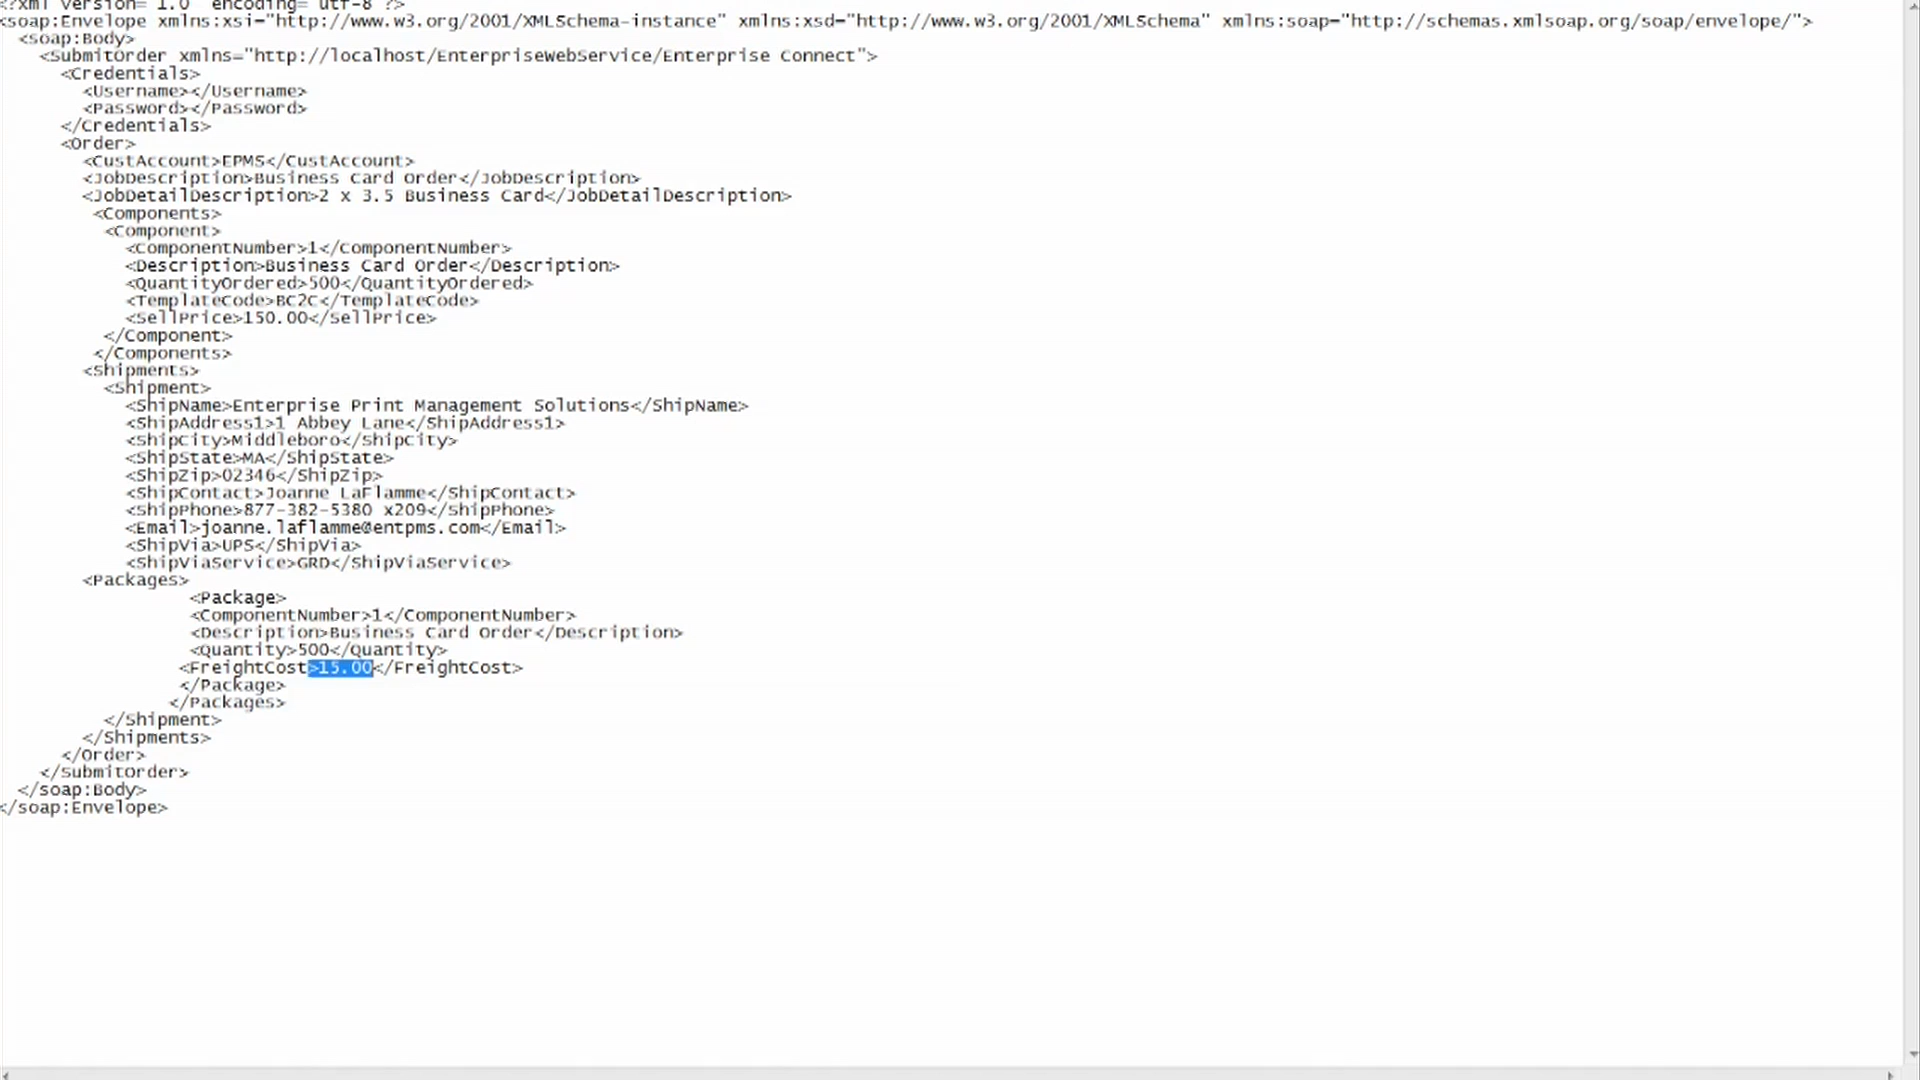 <?xml version="1.0" encoding="utf-8"?>
<soap:Envelope xmlns:xsi="http://www.w3.org/2001/XMLSchema-instance" xmlns:xsd="http://www.w3.org/2001/XMLSchema" xmlns:soap="http://schemas.xmlsoap.org/soap/envelope/">
<soap:Body>
<SubmitOrder xmlns="http://localhost/EnterpriseWebService/Enterprise Connect">
<Credentials>
<Username></Username>
<Password></Password>
</Credentials>
<Order>
<CustAccount>EPMS</CustAccount>
<JobDescription>Business Card Order</JobDescription>
<JobDetailDescription>2 x 3.5 Business Card</JobDetailDescription>
<Components>
<Component>
<ComponentNumber>1</ComponentNumber>
<Description>Business Card Order</Description>
<QuantityOrdered>500</QuantityOrdered>
<TemplateCode>BC2C</TemplateCode>
<SellPrice>150.00</SellPrice>
</Component>
</Components>
<Shipments>
<Shipment>
<ShipName>Enterprise Print Management Solutions</ShipName>
<ShipAddress1>1 Abbey Lane</ShipAddress1>
<ShipCity>Middleboro</ShipCity>
<ShipState>MA</ShipState>
<ShipZip>02346</ShipZip>
<ShipContact>Joanne LaFlamme</ShipContact>
<ShipPhone>877-382-5380 x209</ShipPhone>
<Email>joanne.laflamme@entpms.com</Email>
<ShipVia>UPS</ShipVia>
<ShipViaService>GRD</ShipViaService>
<Packages>
<Package>
<ComponentNumber>1</ComponentNumber>
<Description>Business Card Order</Description>
<Quantity>500</Quantity>
<FreightCost>15.00</FreightCost>
</Package>
</Packages>
</Shipment>
</Shipments>
</Order>
</SubmitOrder>
</soap:Body>
</soap:Envelope>